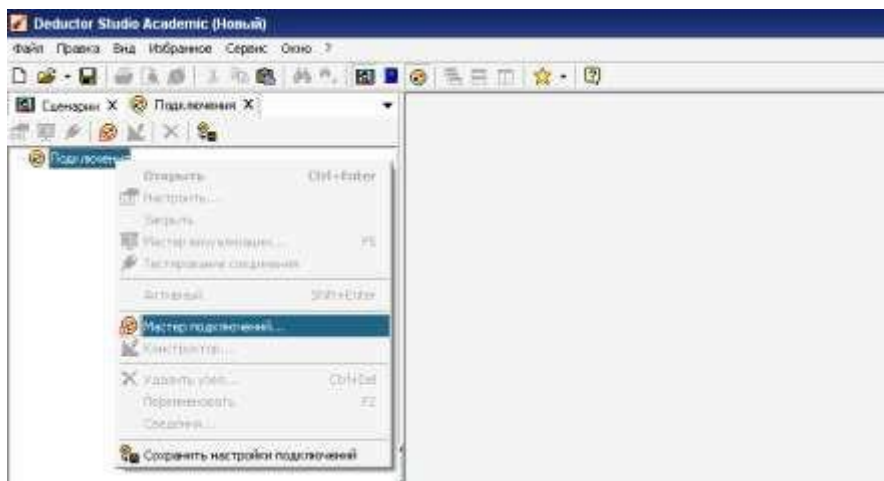 Deductor Studio Academic (Новый)
Файл Правка Вид Избранное Сервис Окно ?
Сценарии X Подключения X
Подключения
Открыть Ctrl+Enter
Настроить...
Закрыть
Мастер визуализации... F5
Тестирование соединения
Активный Shift+Enter
Мастер подключений...
Конструктор...
Удалить узел... Ctrl+Del
Переименовать F2
Сведения...
Сохранить настройки подключений